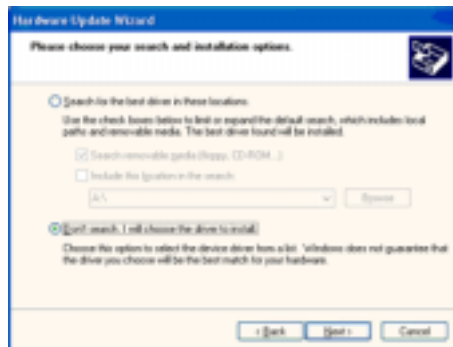 Hardware Update Wizard
Please choose your search and installation options.
Search for the best driver in these locations.
Use the check boxes below to limit or expand the default search, which includes local
paths and removable media. The best driver found will be installed.
Search removable media (floppy, CD-ROM...)
Include this location in the search:
A:\
Browse
Don't search. I will choose the driver to install.
Choose this option to select the device driver from a list. Windows does not guarantee that
the driver you choose will be the best match for your hardware.
< Back Next > Cancel